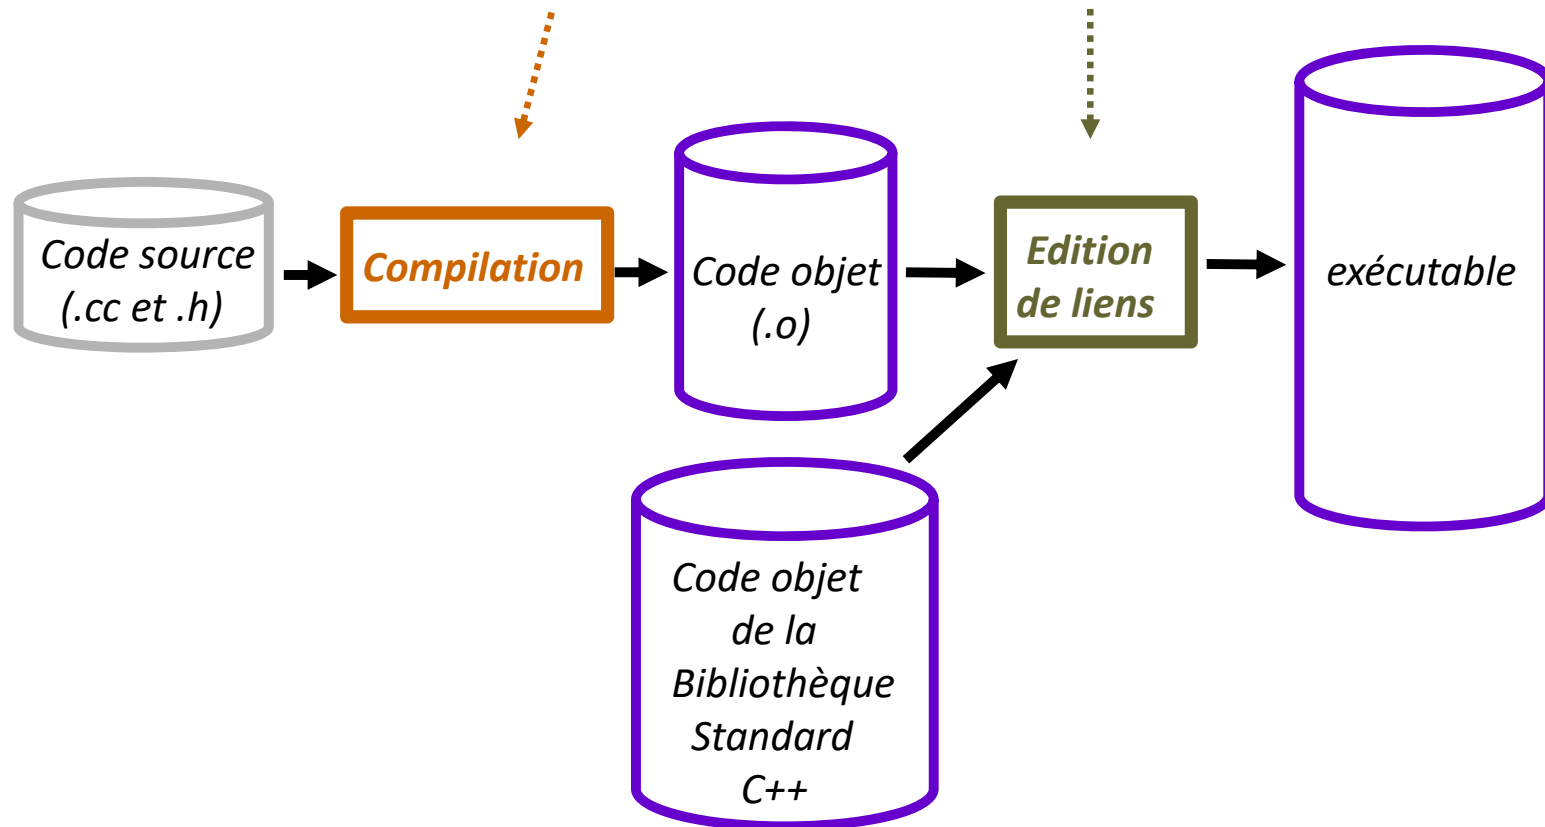 Code source
(.cc et .h)
Compilation
Code objet
(.o)
Edition
de liens
exécutable
Code objet
de la
Bibliothèque
Standard
C++